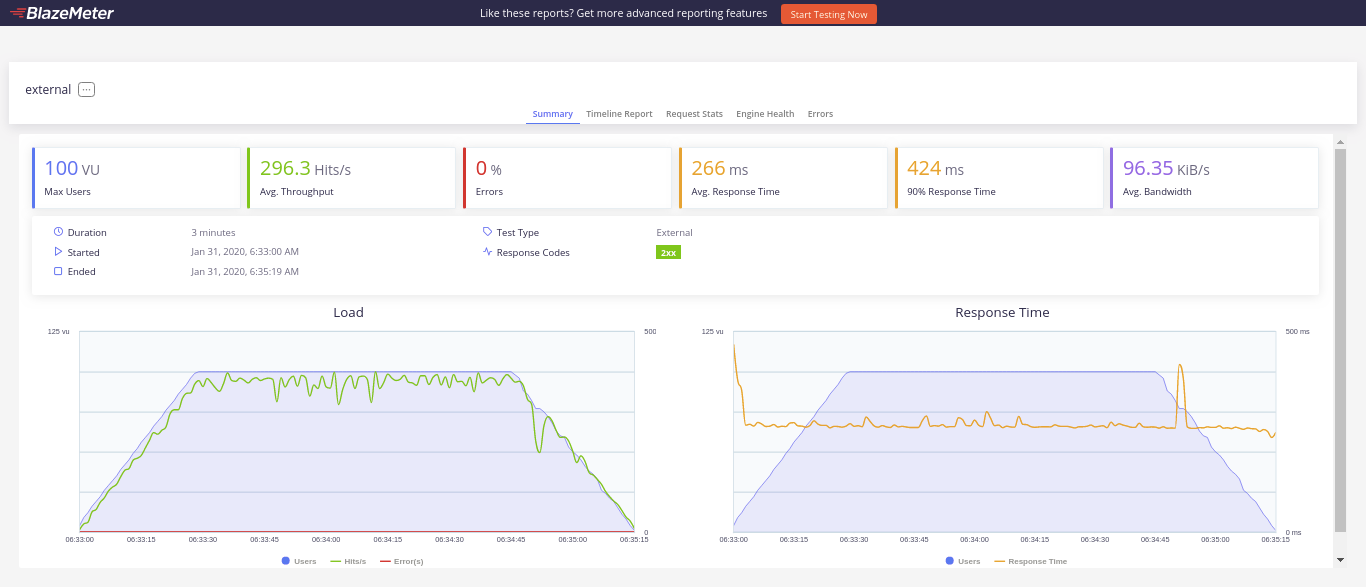 BlazeMeter
Like these reports? Get more advanced reporting features
Start Testing Now
external
Summary Timeline Report Request Stats Engine Health Errors
100 VU
Max Users
296.3 Hits/s
Avg. Throughput
0 %
Errors
266 ms
Avg. Response Time
424 ms
90% Response Time
96.35 KiB/s
Avg. Bandwidth
Duration 3 minutes
Started Jan 31, 2020, 6:33:00 AM
Ended Jan 31, 2020, 6:35:19 AM
Test Type External
Response Codes 2xx
Load
125 vu
500
0
06:33:00 06:33:15 06:33:30 06:33:45 06:34:00 06:34:15 06:34:30 06:34:45 06:35:00 06:35:15
Users Hits/s Error(s)
Response Time
125 vu
500 ms
0 ms
06:33:00 06:33:15 06:33:30 06:33:45 06:34:00 06:34:15 06:34:30 06:34:45 06:35:00 06:35:15
Users Response Time